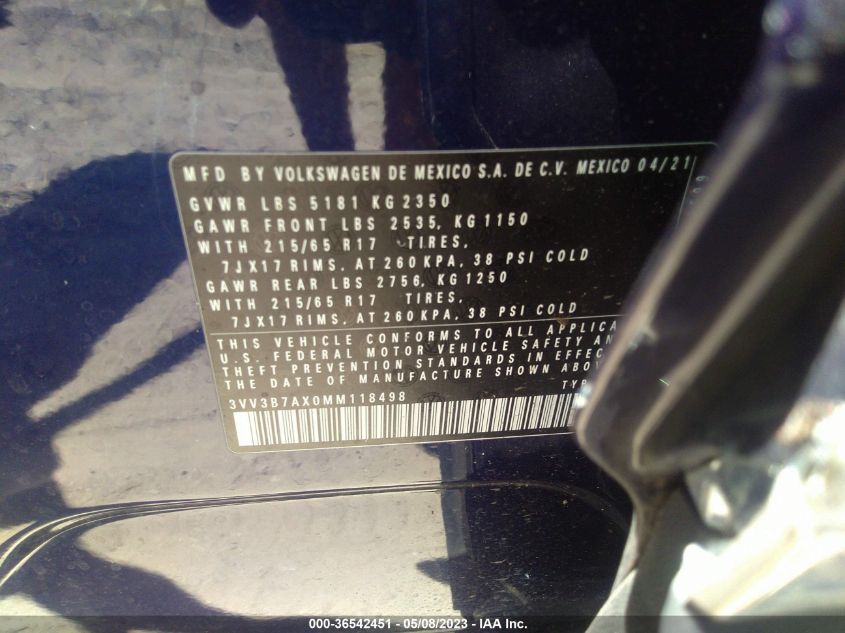 MFD BY VOLKSWAGEN DE MEXICO S.A. DE C.V. MEXICO 04/21
GVWR LBS 5181 KG 2350
GAWR FRONT LBS 2535, KG 1150
WITH 215/65 R17 TIRES,
7JX17 RIMS, AT 260 KPA, 38 PSI COLD
GAWR REAR LBS 2756, KG 1250
WITH 215/65 R17 TIRES,
7JX17 RIMS, AT 260 KPA, 38 PSI COLD
THIS VEHICLE CONFORMS TO ALL APPLICA
U.S. FEDERAL MOTOR VEHICLE SAFETY AN
THEFT PREVENTION STANDARDS IN EFFEC
THE DATE OF MANUFACTURE SHOWN ABOV
TYP
3VV3B7AX0MM118498
000-36542451 - 05/08/2023 - IAA Inc.